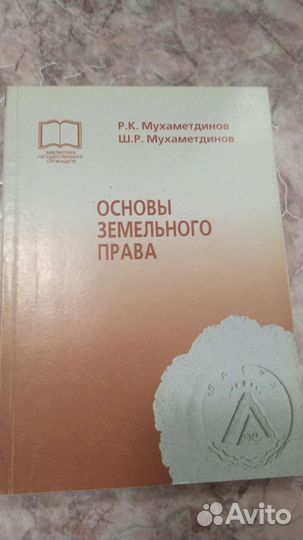 Р.К. Мухаметдинов
Ш.Р. Мухаметдинов
БИБЛИОТЕКА
ГОСУДАРСТВЕННОГО
СЛУЖАЩЕГО
ОСНОВЫ
ЗЕМЕЛЬНОГО
ПРАВА
Avito